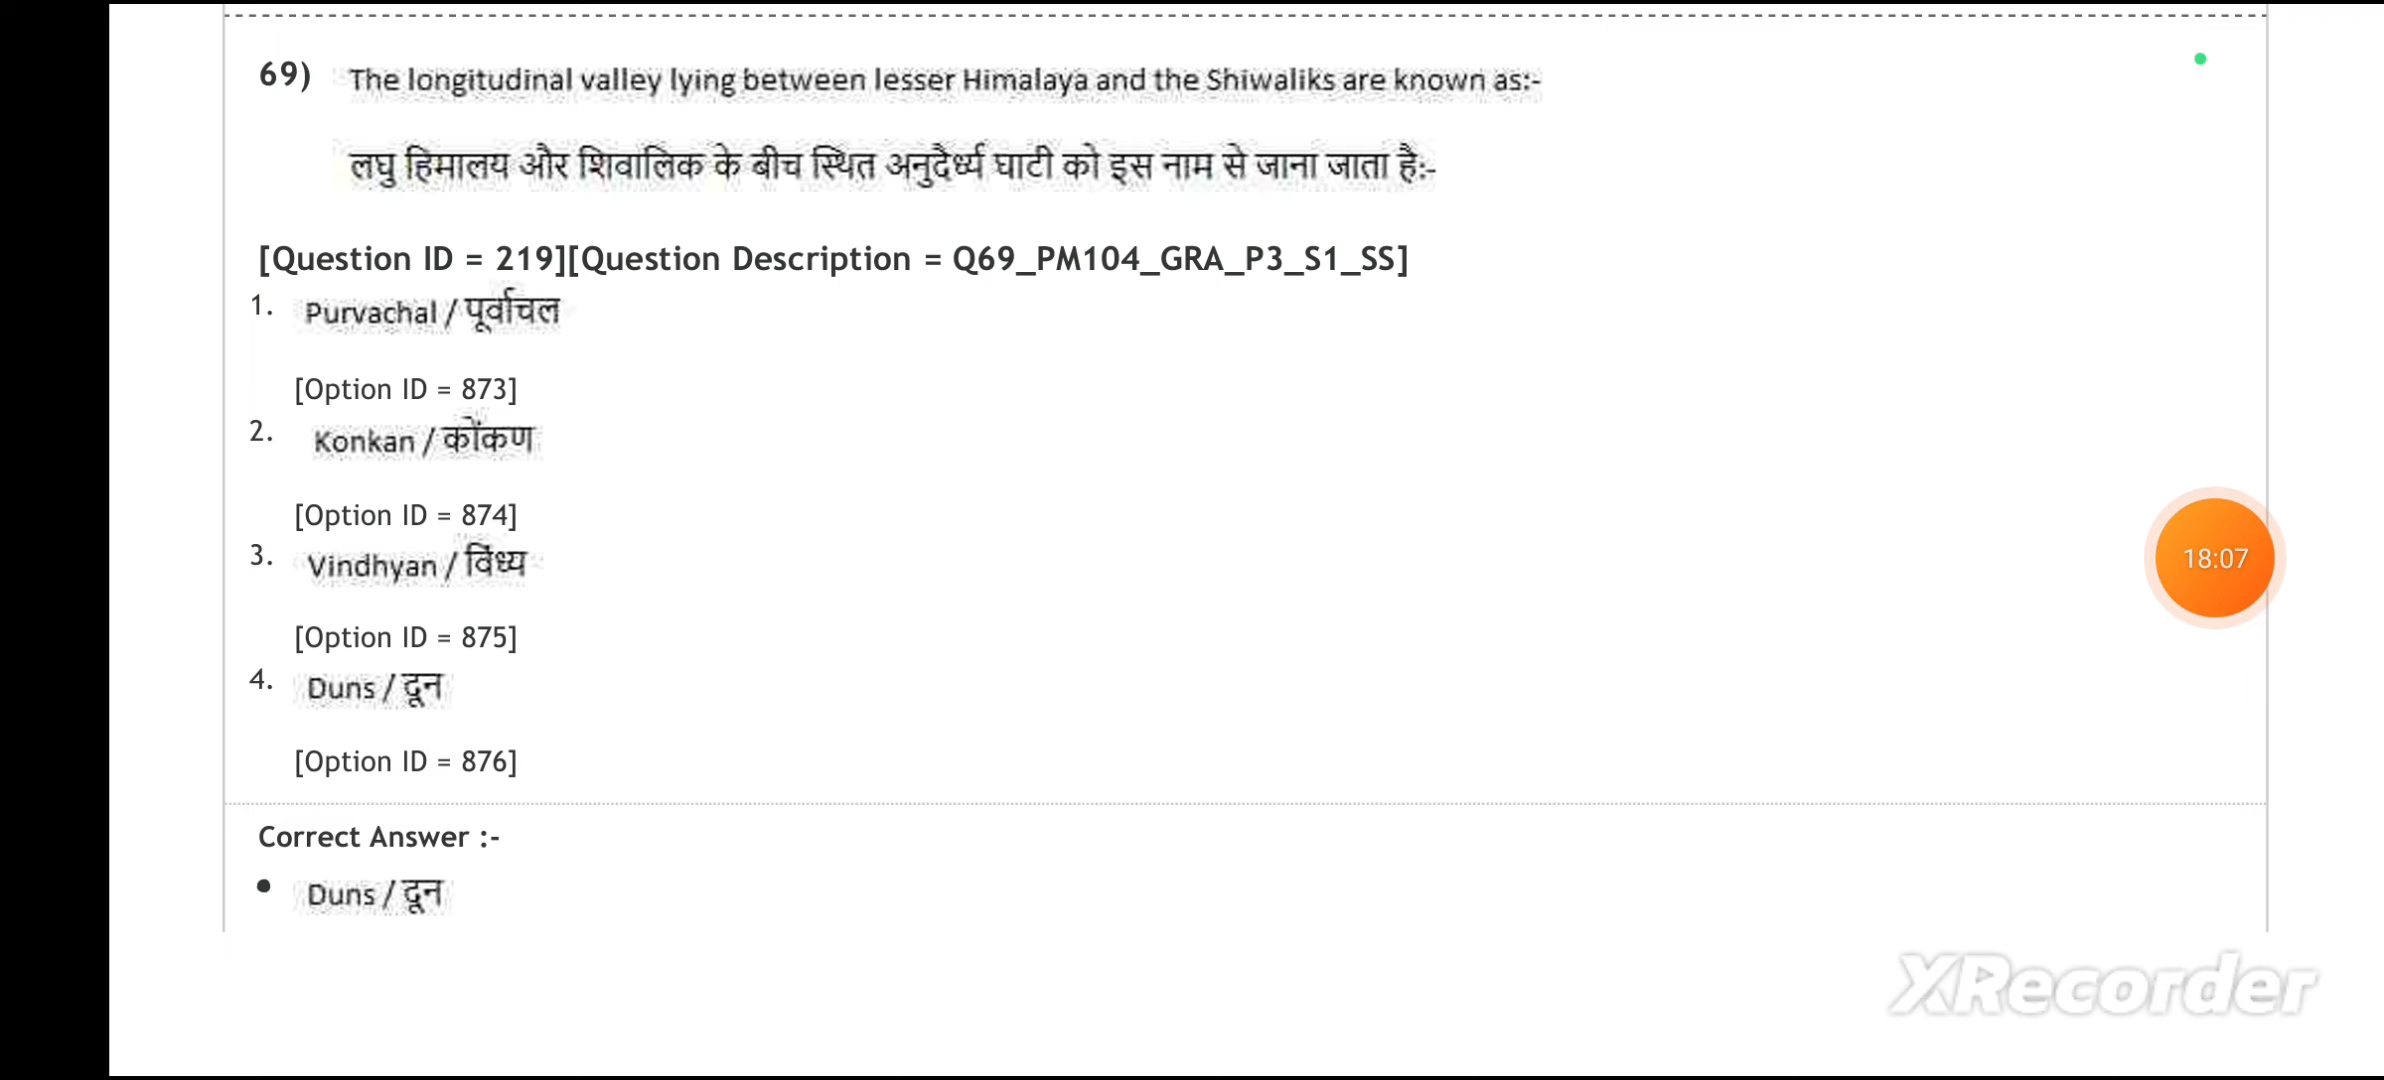 69) The longitudinal valley lying between lesser Himalaya and the Shiwaliks are known as:-
लघु हिमालय और शिवालिक के बीच स्थित अनुदैर्ध्य घाटी को इस नाम से जाना जाता है:-
[Question ID = 219][Question Description = Q69_PM104_GRA_P3_S1_SS]
1. Purvachal / पूर्वाचल
[Option ID = 873]
2. Konkan / कोंकण
[Option ID = 874]
3. Vindhyan / विंध्य
[Option ID = 875]
4. Duns / दून
[Option ID = 876]
18:07
Correct Answer :-
• Duns / दून
XRecorder